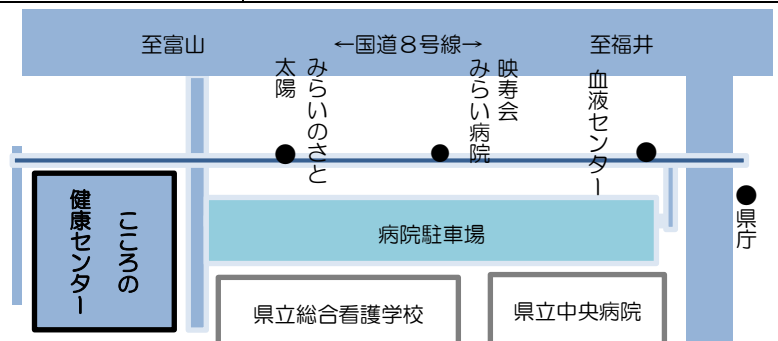 至富山
←国道8号線→
至福井
太陽
みらいのさと
映寿会
みらい病院
血液センター
県庁
こころの
健康センター
病院駐車場
県立総合看護学校
県立中央病院